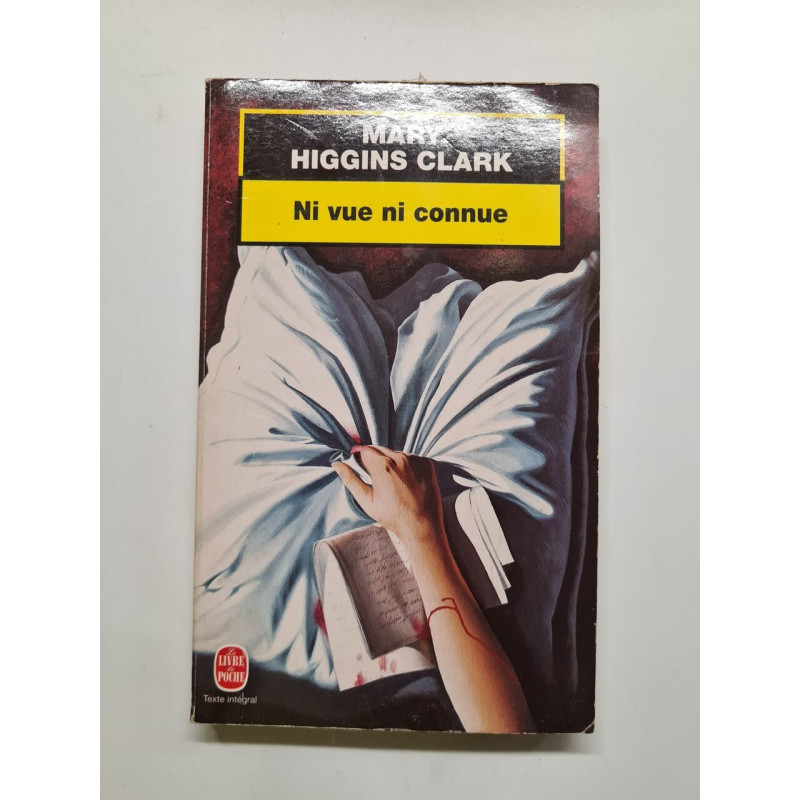 MARY
HIGGINS CLARK
Ni vue ni connue
Le
LIVRE
de
POCHE
Texte intégral